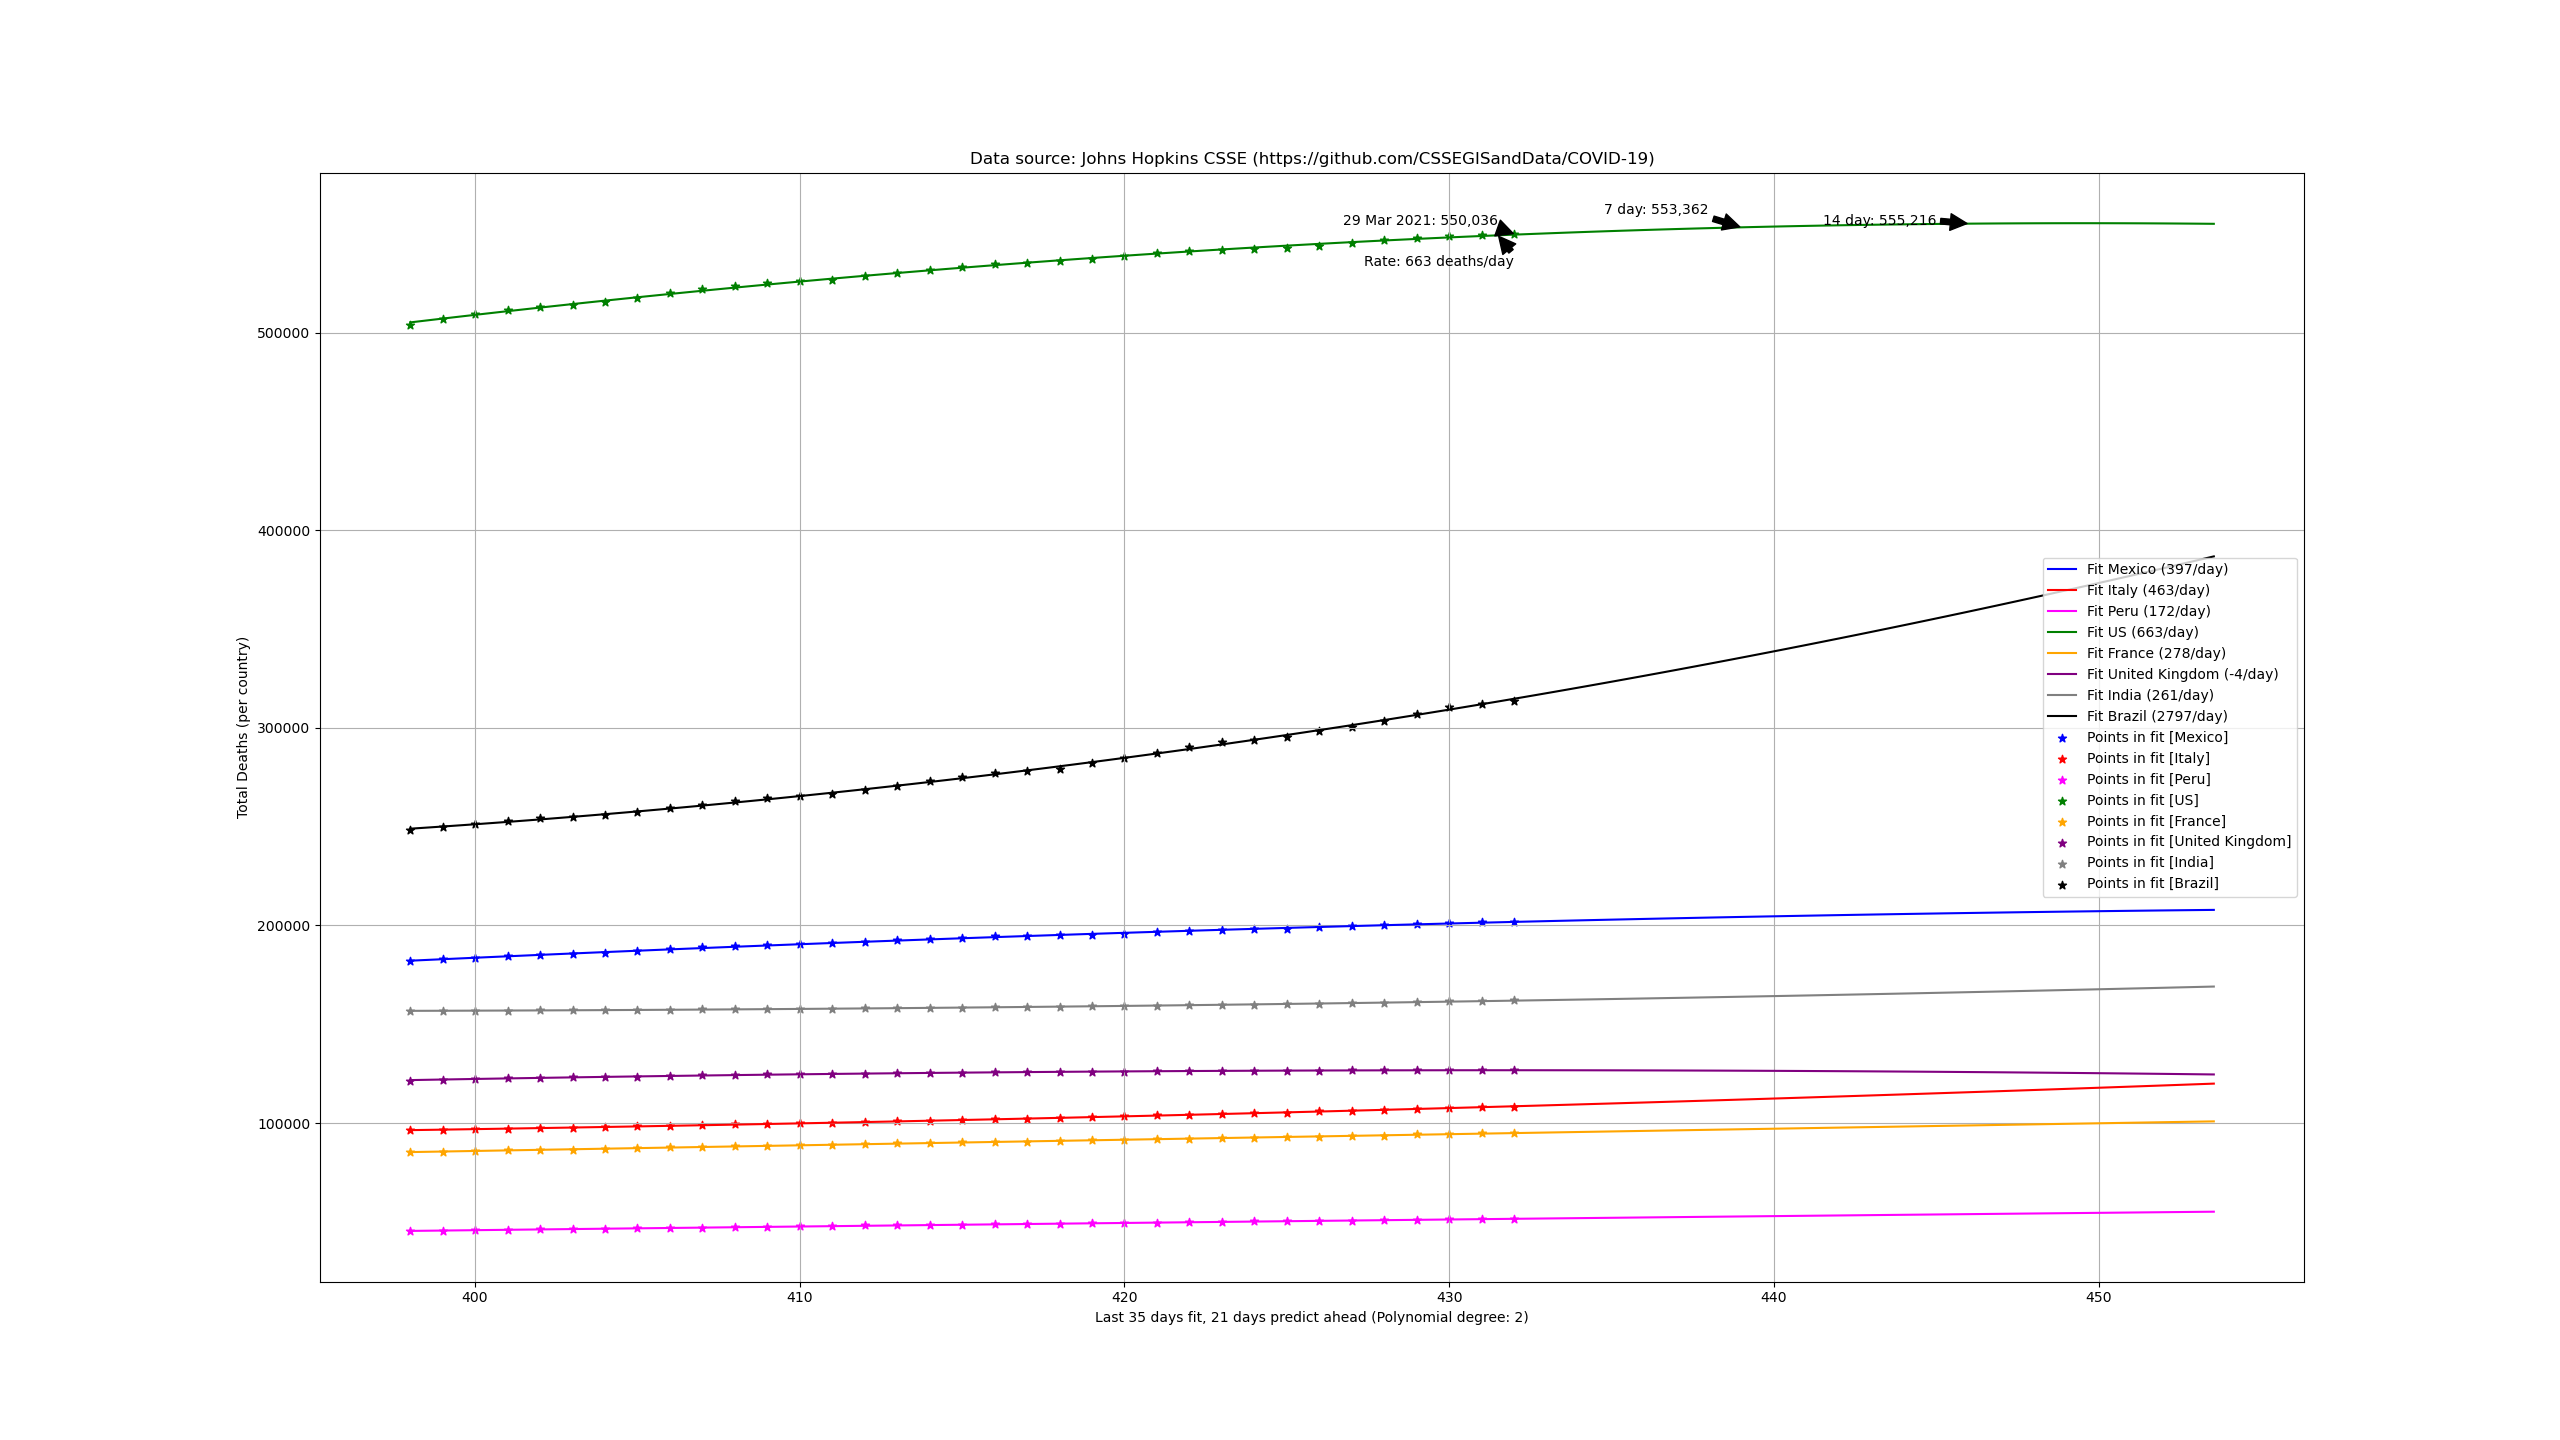 Data source: Johns Hopkins CSSE (https://github.com/CSSEGISandData/COVID-19)
29 Mar 2021: 550,036
7 day: 553,362
14 day: 555,216
Rate: 663 deaths/day
500000
400000
300000
200000
100000
Total Deaths (per country)
Fit Mexico (397/day)
Fit Italy (463/day)
Fit Peru (172/day)
Fit US (663/day)
Fit France (278/day)
Fit United Kingdom (-4/day)
Fit India (261/day)
Fit Brazil (2797/day)
Points in fit [Mexico]
Points in fit [Italy]
Points in fit [Peru]
Points in fit [US]
Points in fit [France]
Points in fit [United Kingdom]
Points in fit [India]
Points in fit [Brazil]
400 410 420 430 440 450
Last 35 days fit, 21 days predict ahead (Polynomial degree: 2)